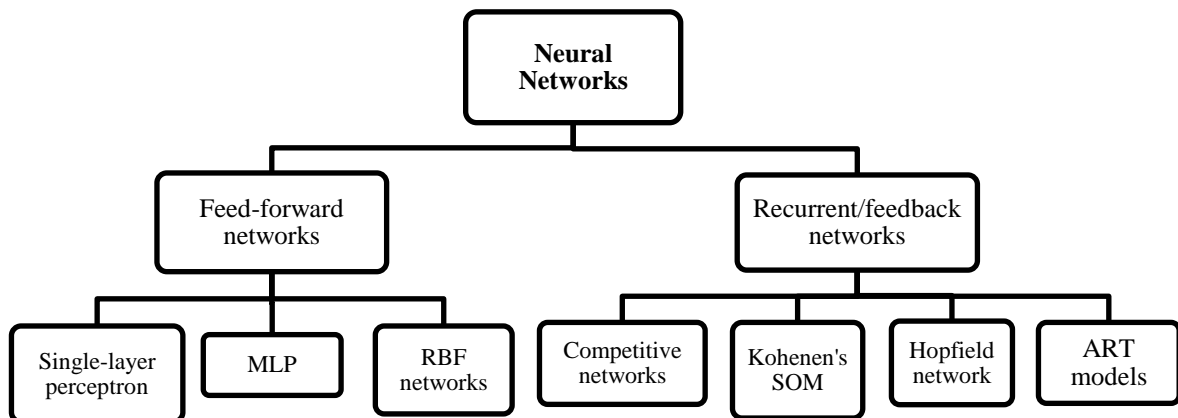 Neural
Networks
Feed-forward
networks
Recurrent/feedback
networks
Single-layer
perceptron
MLP
RBF
networks
Competitive
networks
Kohenen's
SOM
Hopfield
network
ART
models